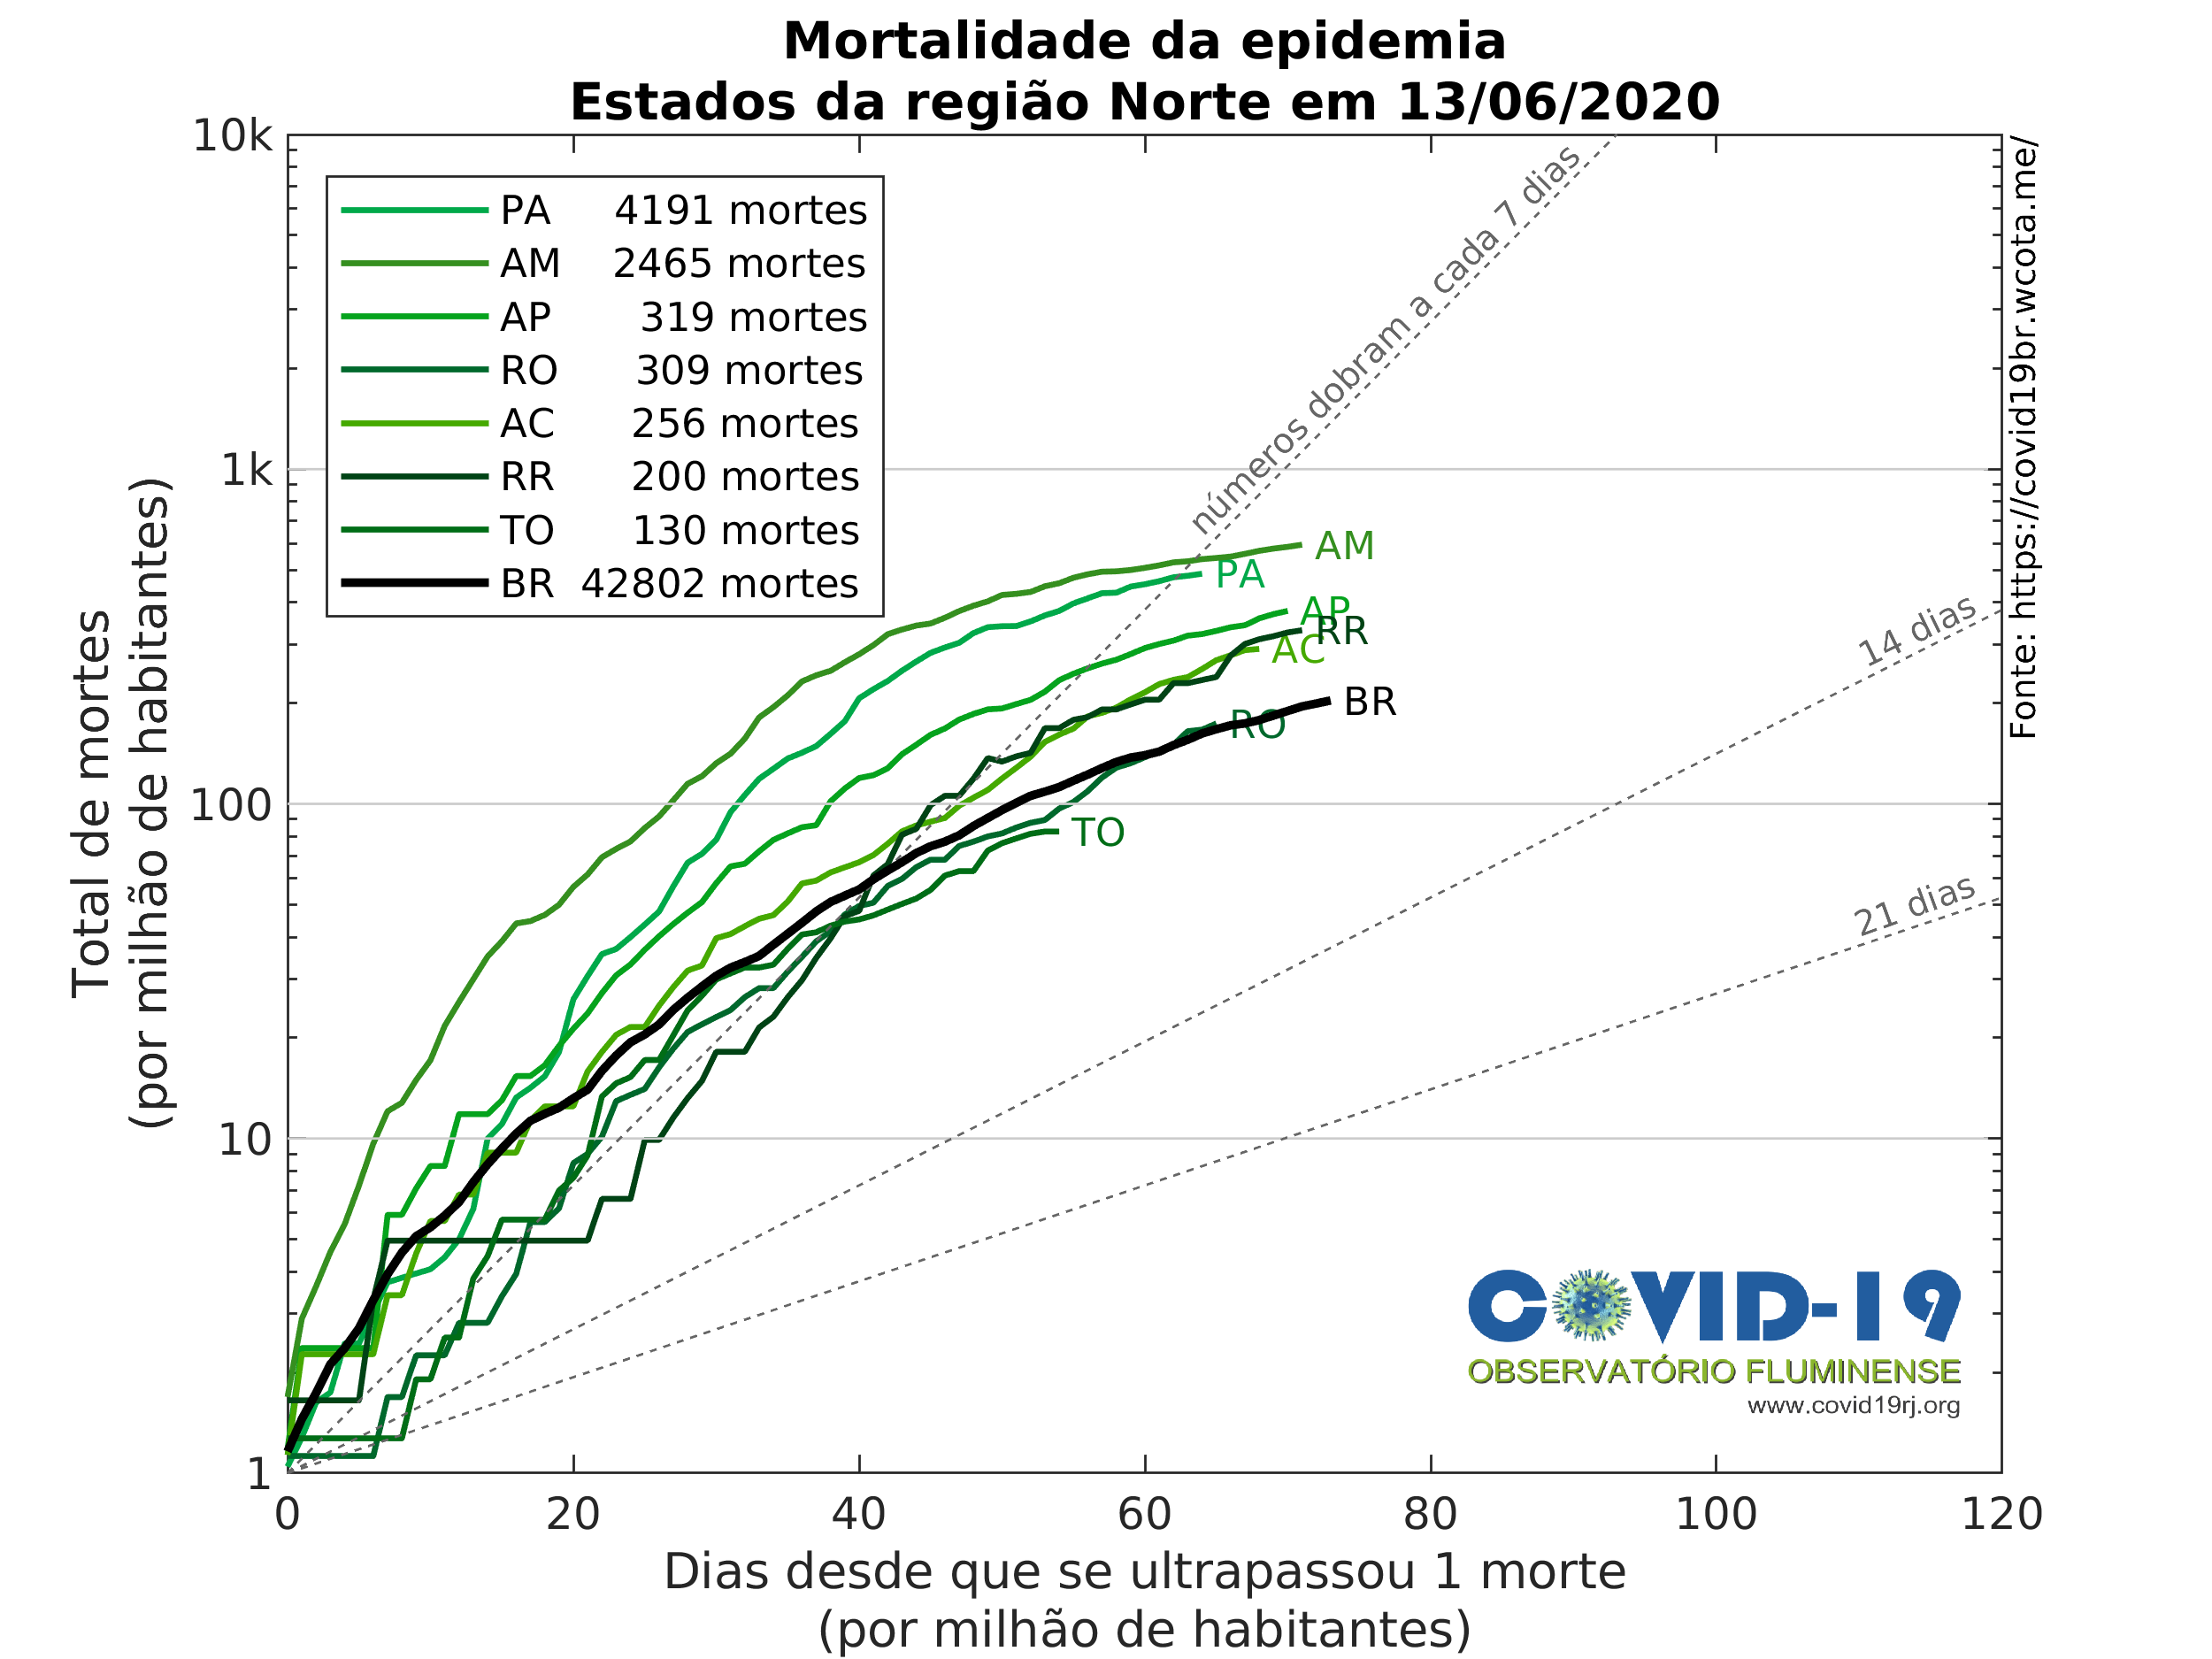 Mortalidade da epidemia
Estados da região Norte em 13/06/2020
10k
1k
100
10
1
Total de mortes
(por milhão de habitantes)
PA 4191 mortes
AM 2465 mortes
AP 319 mortes
RO 309 mortes
AC 256 mortes
RR 200 mortes
TO 130 mortes
BR 42802 mortes
números dobram a cada 7 dias
14 dias
21 dias
AM
PA
AP
RR
AC
BR
RO
TO
Fonte: https://covid19br.wcota.me/
COVID-19
OBSERVATÓRIO FLUMINENSE
www.covid19rj.org
0 20 40 60 80 100 120
Dias desde que se ultrapassou 1 morte
(por milhão de habitantes)